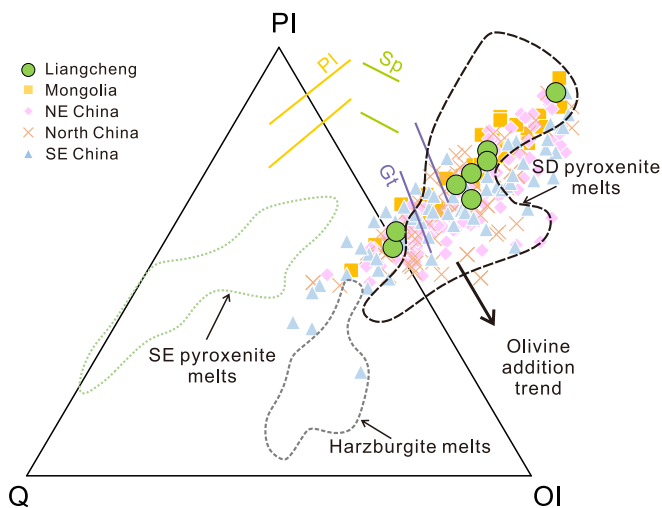 Pl
Liangcheng
Mongolia
NE China
North China
SE China
Pl
Sp
Gt
SD pyroxenite
melts
SE pyroxenite
melts
Olivine
addition
trend
Harzburgite melts
Q
Ol